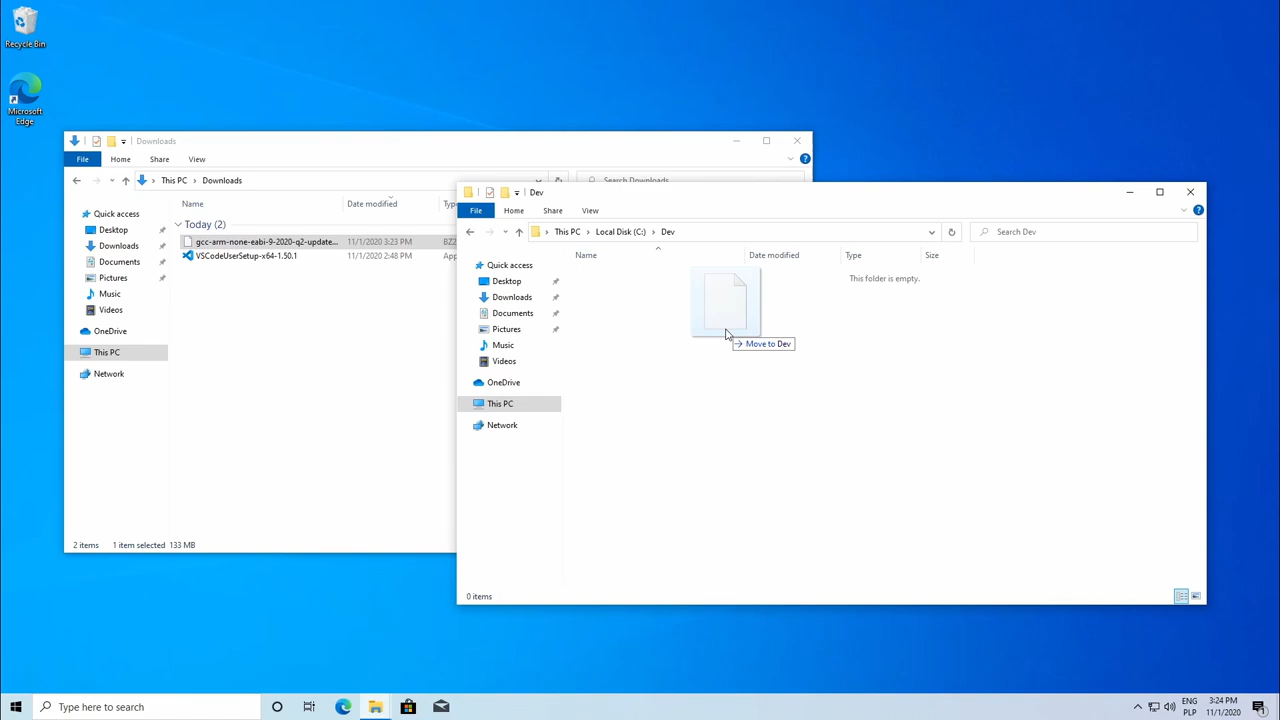 Recycle Bin
Microsoft
Edge
Downloads
File
Home
Share
View
This PC
Downloads
Search Downloads
Name
Date modified
Today (2)
gcc-arm-none-eabi-9-2020-q2-update...
11/1/2020 3:23 PM
BZ2
VSCodeUserSetup-x64-1.50.1
11/1/2020 2:48 PM
App
Quick access
Desktop
Downloads
Documents
Pictures
Music
Videos
OneDrive
This PC
Network
2 items
1 item selected 133 MB
Dev
File
Home
Share
View
This PC
Local Disk (C:)
Dev
Search Dev
Name
Date modified
Type
Size
This folder is empty.
Move to Dev
Quick access
Desktop
Downloads
Documents
Pictures
Music
Videos
OneDrive
This PC
Network
0 items
Type here to search
ENG
PLP
3:24 PM
11/1/2020
1